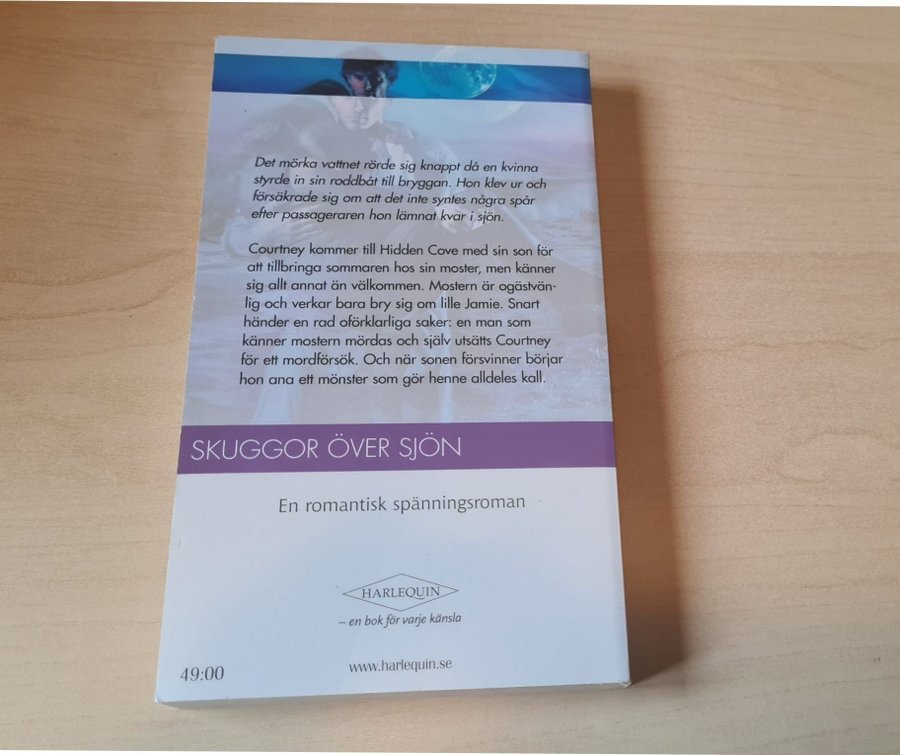 Det mörka vattnet rörde sig knappt då en kvinna
styrde in sin roddbåt till bryggan. Hon klev ur och
försäkrade sig om att det inte syntes några spår
efter passageraren hon lämnat kvar i sjön.
Courtney kommer till Hidden Cove med sin son för
att tillbringa sommaren hos sin moster, men känner
sig allt annat än välkommen. Mostern är ogästvän-
lig och verkar bara bry sig om lille Jamie. Snart
händer en rad oförklarliga saker: en man som
känner mostern mördas och själv utsätts Courtney
för ett mordförsök. Och när sonen försvinner börjar
hon ana ett mönster som gör henne alldeles kall.
SKUGGOR ÖVER SJÖN
En romantisk spänningsroman
HARLEQUIN
– en bok för varje känsla
49:00
www.harlequin.se